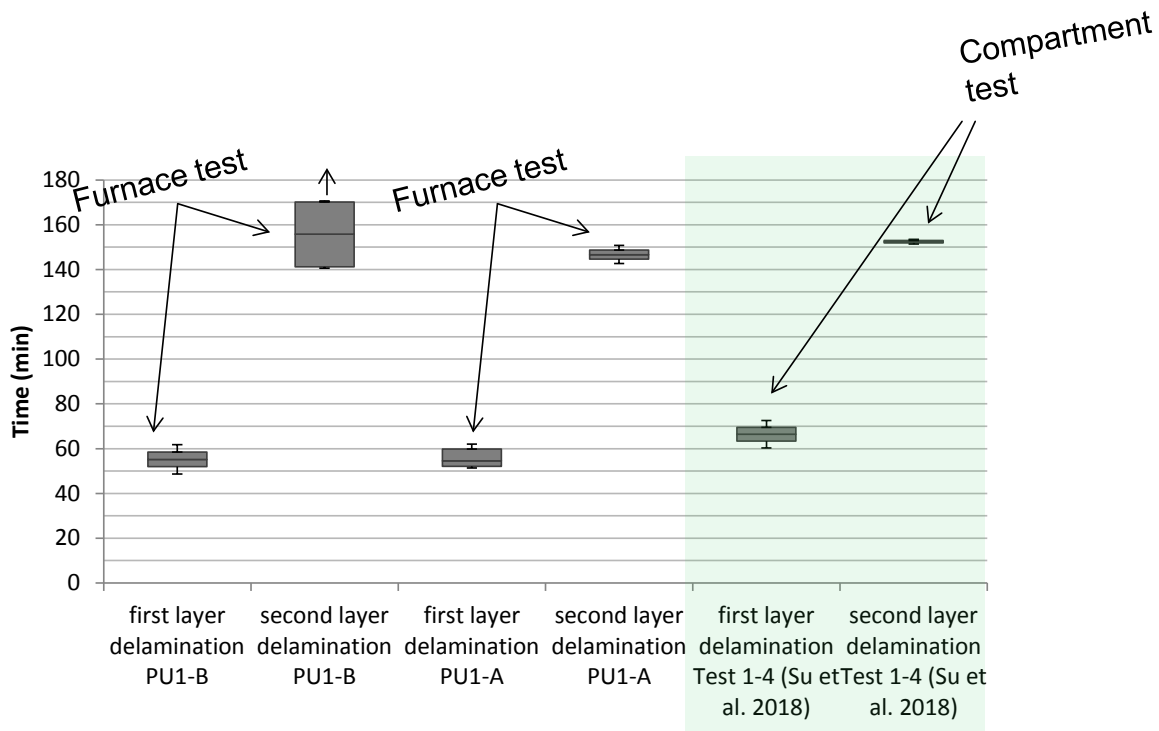 Compartment
test
Furnace test
Furnace test
Time (min)
180
160
140
120
100
80
60
40
20
0
first layer
delamination
PU1-B
second layer
delamination
PU1-B
first layer
delamination
PU1-A
second layer
delamination
PU1-A
first layer
delamination
Test 1-4 (Su et
al. 2018)
second layer
delamination
Test 1-4 (Su et
al. 2018)